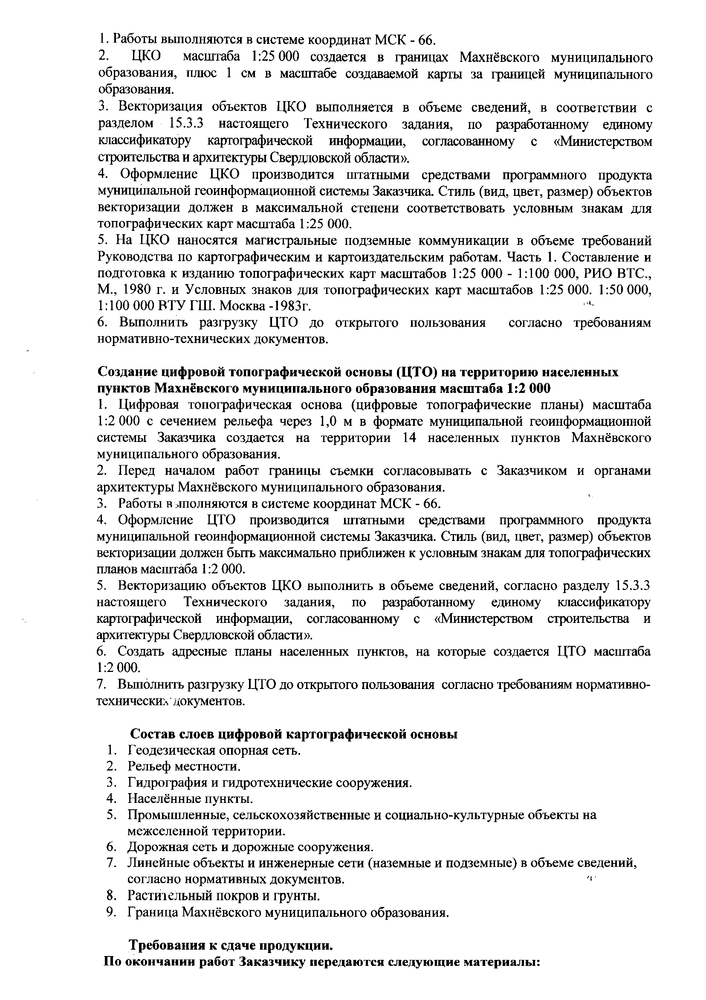 1. Работы выполняются в системе координат МСК - 66.
2. ЦКО масштаба 1:25 000 создается в границах Махнёвского муниципального
образования, плюс 1 см в масштабе создаваемой карты за границей муниципального
образования.
3. Векторизация объектов ЦКО выполняется в объеме сведений, в соответствии с
разделом 15.3.3 настоящего Технического задания, по разработанному единому
классификатору картографической информации, согласованному с «Министерством
строительства и архитектуры Свердловской области».
4. Оформление ЦКО производится штатными средствами программного продукта
муниципальной геоинформационной системы Заказчика. Стиль (вид, цвет, размер) объектов
векторизации должен в максимальной степени соответствовать условным знакам для
топографических карт масштаба 1:25 000.
5. На ЦКО наносятся магистральные подземные коммуникации в объеме требований
Руководства по картографическим и картоиздательским работам. Часть 1. Составление и
подготовка к изданию топографических карт масштабов 1:25 000 - 1:100 000, РИО ВТС.,
М., 1980 г. и Условных знаков для топографических карт масштабов 1:25 000. 1:50 000,
1:100 000 ВТУ ГШ. Москва -1983г.
6. Выполнить разгрузку ЦТО до открытого пользования согласно требованиям
нормативно-технических документов.
Создание цифровой топографической основы (ЦТО) на территорию населенных
пунктов Махнёвского муниципального образования масштаба 1:2 000
1. Цифровая топографическая основа (цифровые топографические планы) масштаба
1:2 000 с сечением рельефа через 1,0 м в формате муниципальной геоинформационной
системы Заказчика создается на территории 14 населенных пунктов Махнёвского
муниципального образования.
2. Перед началом работ границы съемки согласовывать с Заказчиком и органами
архитектуры Махнёвского муниципального образования.
3. Работы выполняются в системе координат МСК - 66.
4. Оформление ЦТО производится штатными средствами программного продукта
муниципальной геоинформационной системы Заказчика. Стиль (вид, цвет, размер) объектов
векторизации должен быть максимально приближен к условным знакам для топографических
планов масштаба 1:2 000.
5. Векторизацию объектов ЦКО выполнить в объеме сведений, согласно разделу 15.3.3
настоящего Технического задания, по разработанному единому классификатору
картографической информации, согласованному с «Министерством строительства и
архитектуры Свердловской области».
6. Создать адресные планы населенных пунктов, на которые создается ЦТО масштаба
1:2 000.
7. Выполнить разгрузку ЦТО до открытого пользования согласно требованиям нормативно-
технических документов.
Состав слоев цифровой картографической основы
1. Геодезическая опорная сеть.
2. Рельеф местности.
3. Гидрография и гидротехнические сооружения.
4. Населённые пункты.
5. Промышленные, сельскохозяйственные и социально-культурные объекты на
межселенной территории.
6. Дорожная сеть и дорожные сооружения.
7. Линейные объекты и инженерные сети (наземные и подземные) в объеме сведений,
согласно нормативных документов.
8. Растительный покров и грунты.
9. Граница Махнёвского муниципального образования.
Требования к сдаче продукции.
По окончании работ Заказчику передаются следующие материалы: